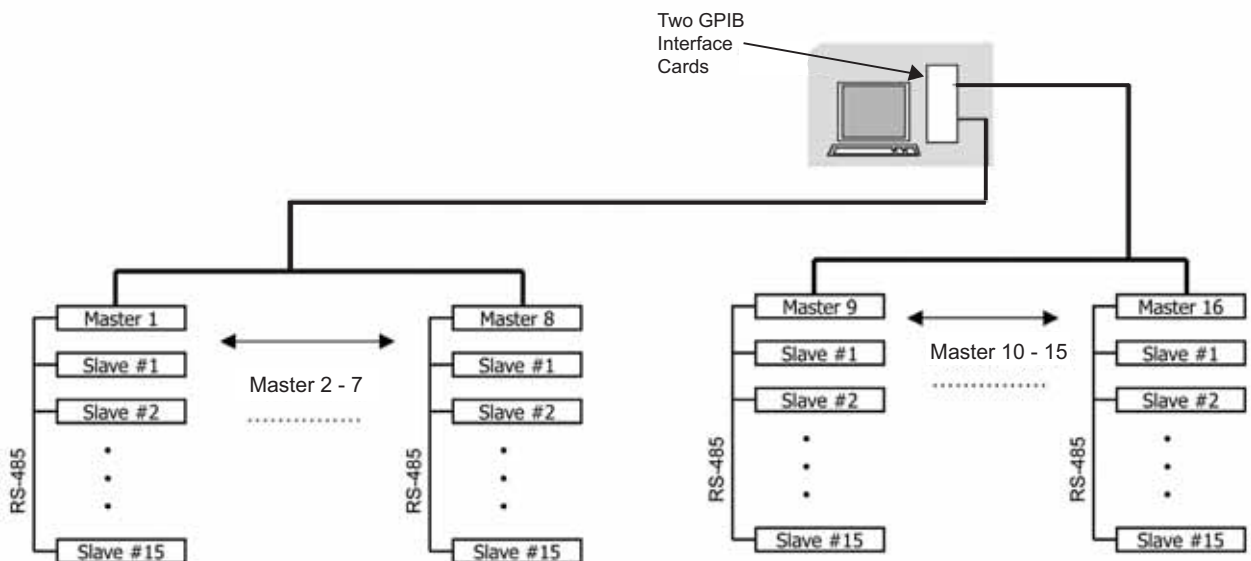 Two GPIB
Interface
Cards
Master 1
Slave #1
Slave #2
Slave #15
RS-485
Master 2 - 7
Master 8
Slave #1
Slave #2
Slave #15
RS-485
Master 9
Slave #1
Slave #2
Slave #15
RS-485
Master 10 - 15
Master 16
Slave #1
Slave #2
Slave #15
RS-485